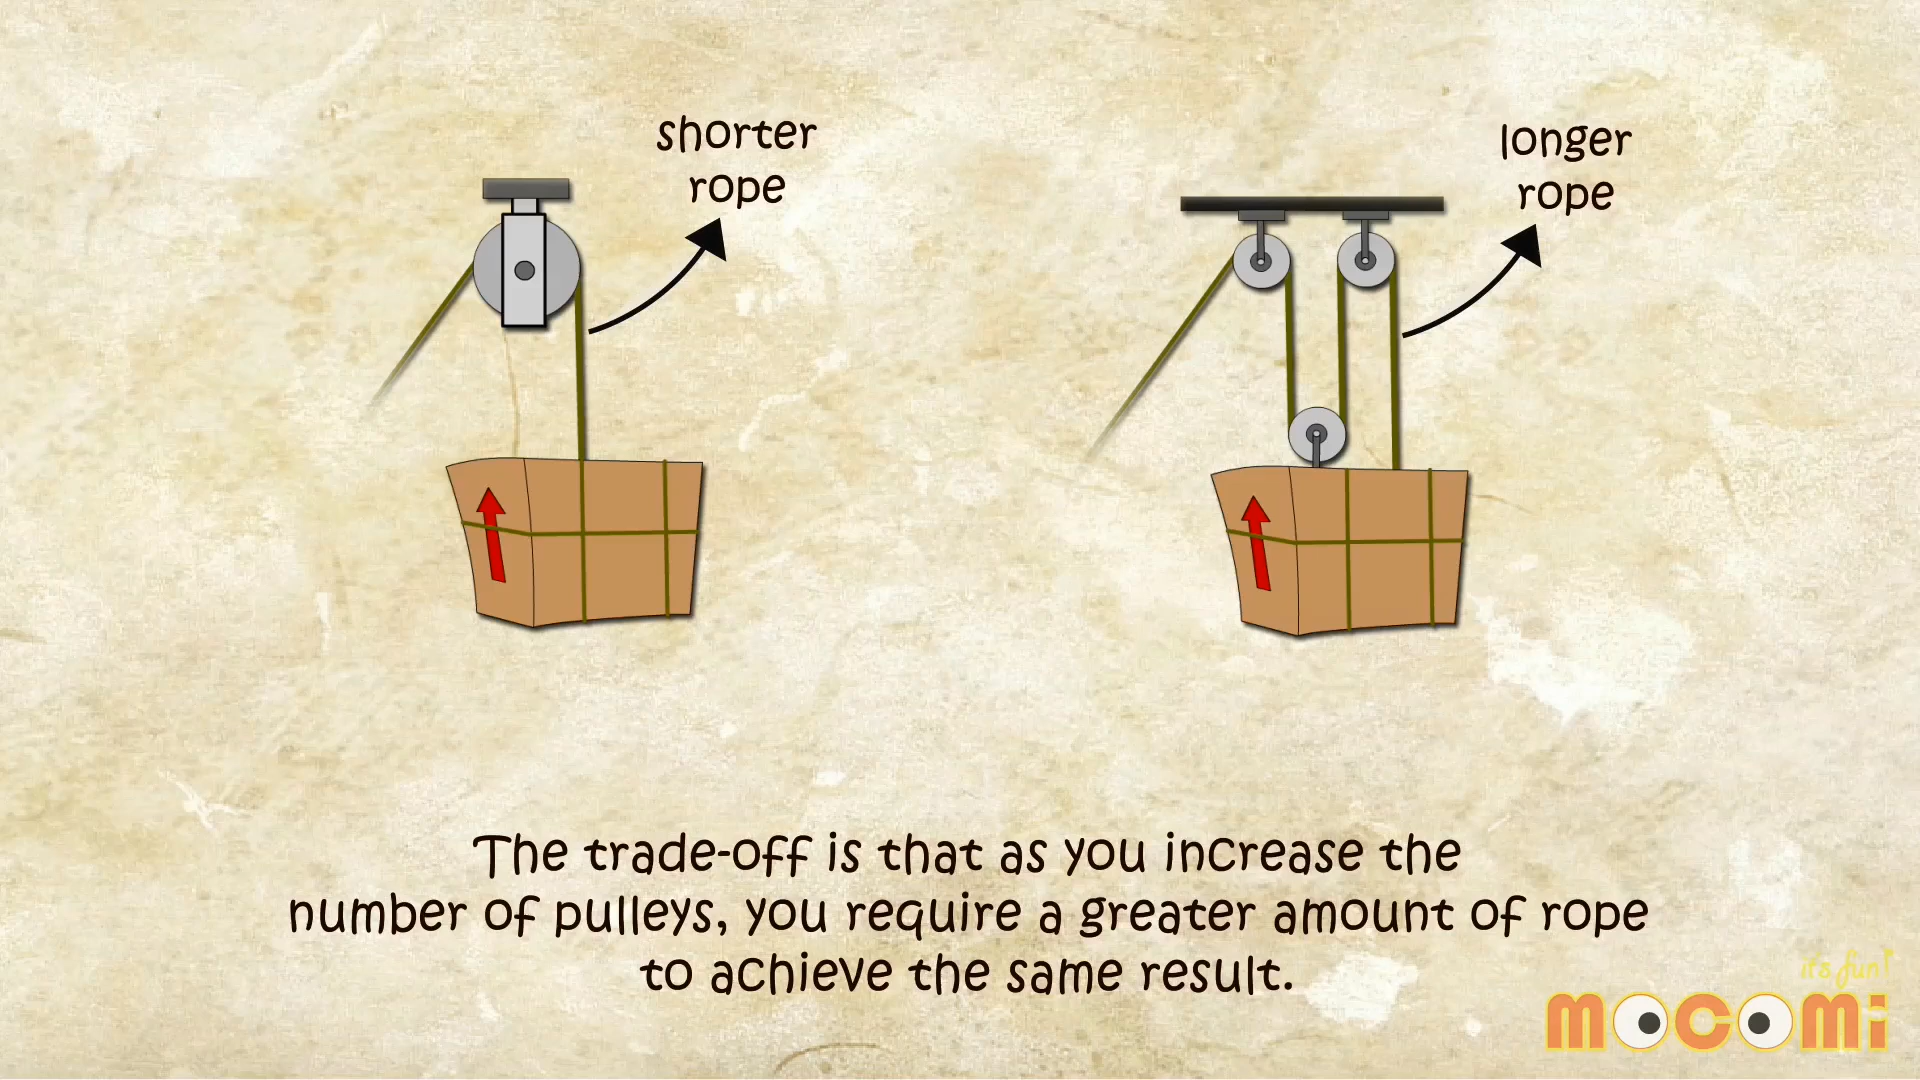 shorter
rope
longer
rope
The trade-off is that as you increase the
number of pulleys, you require a greater amount of rope
to achieve the same result.
it's fun!
mocomi